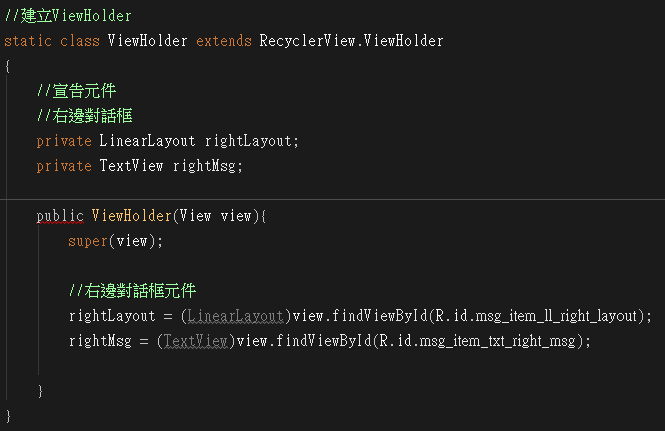 //建立ViewHolder
static class ViewHolder extends RecyclerView.ViewHolder
{
//宣告元件
//右邊對話框
private LinearLayout rightLayout;
private TextView rightMsg;
public ViewHolder(View view){
super(view);
//右邊對話框元件
rightLayout = (LinearLayout)view.findViewById(R.id.msg_item_ll_right_layout);
rightMsg = (TextView)view.findViewById(R.id.msg_item_txt_right_msg);
}
}